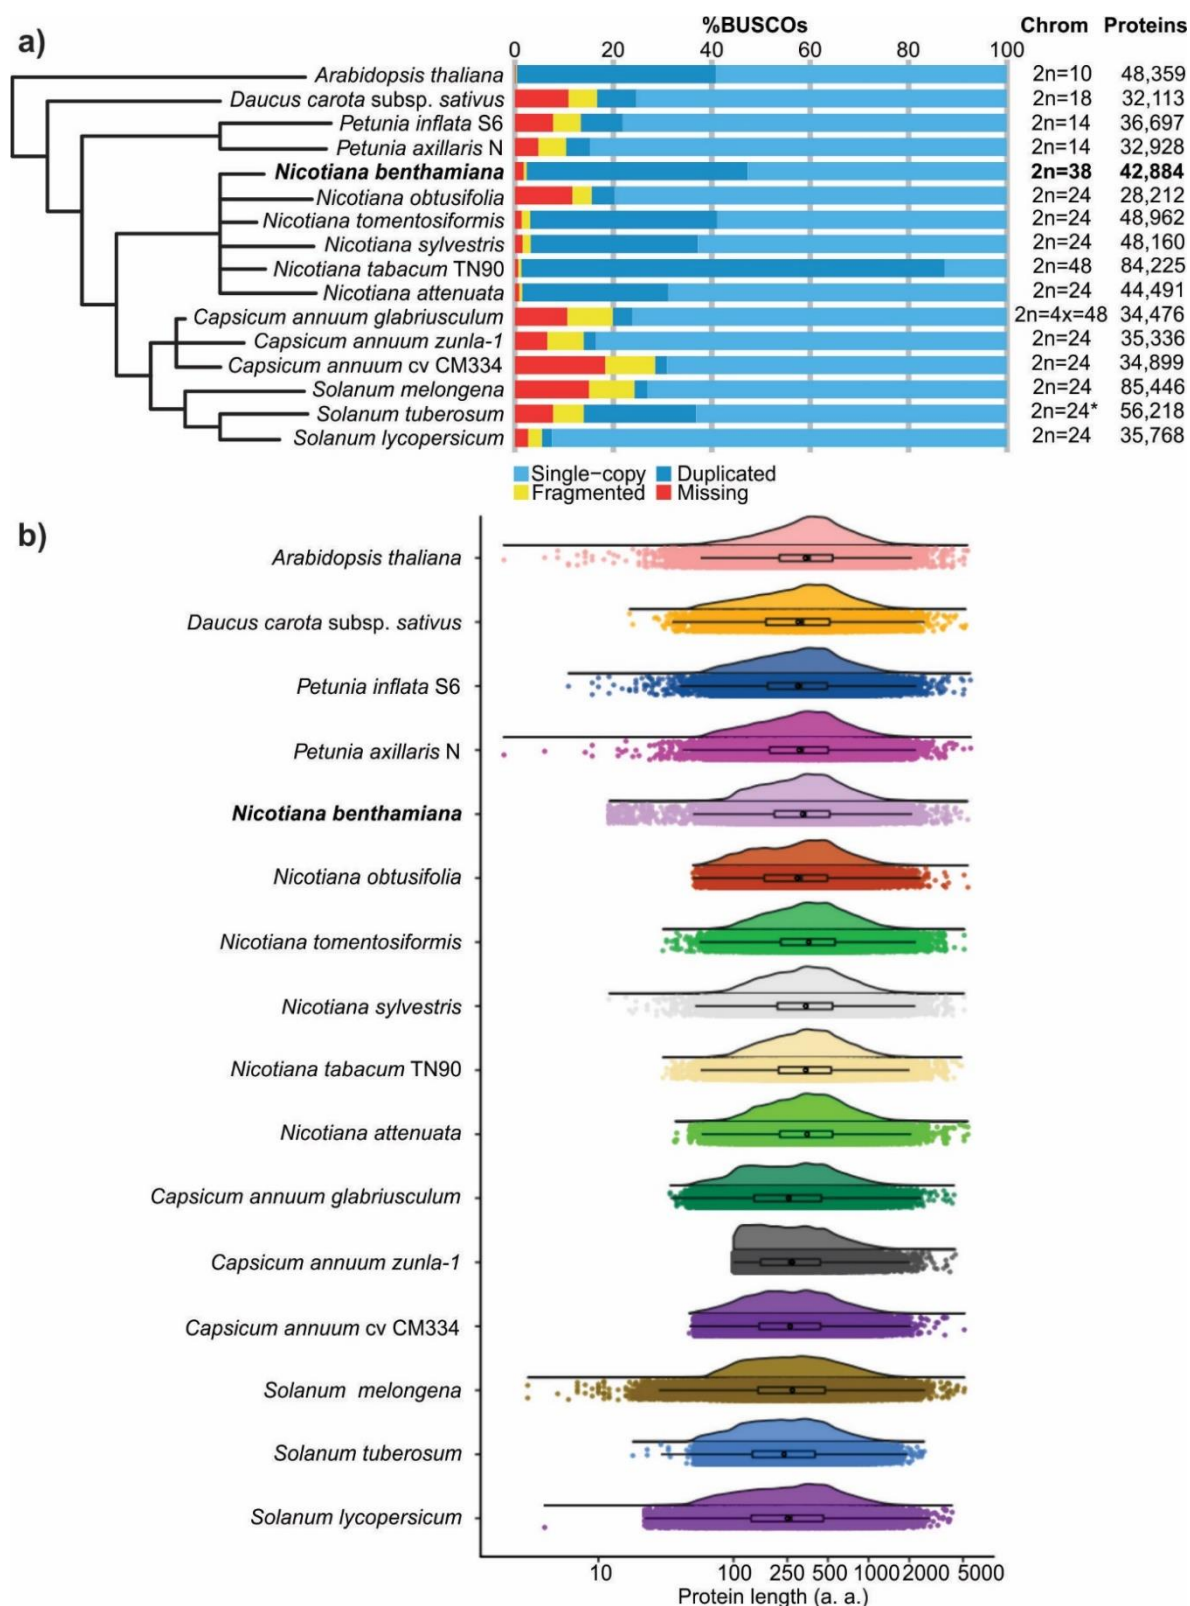 a)
%BUSCOs
Chrom Proteins
0 20 40 60 80 100
Arabidopsis thaliana 2n=10 48,359
Daucus carota subsp. sativus 2n=18 32,113
Petunia inflata S6 2n=14 36,697
Petunia axillaris N 2n=14 32,928
Nicotiana benthamiana 2n=38 42,884
Nicotiana obtusifolia 2n=24 28,212
Nicotiana tomentosiformis 2n=24 48,962
Nicotiana sylvestris 2n=24 48,160
Nicotiana tabacum TN90 2n=48 84,225
Nicotiana attenuata 2n=24 44,491
Capsicum annuum glabriusculum 2n=4x=48 34,476
Capsicum annuum zunla-1 2n=24 35,336
Capsicum annuum cv CM334 2n=24 34,899
Solanum melongena 2n=24 85,446
Solanum tuberosum 2n=24* 56,218
Solanum lycopersicum 2n=24 35,768
Single-copy Duplicated
Fragmented Missing
b)
Arabidopsis thaliana
Daucus carota subsp. sativus
Petunia inflata S6
Petunia axillaris N
Nicotiana benthamiana
Nicotiana obtusifolia
Nicotiana tomentosiformis
Nicotiana sylvestris
Nicotiana tabacum TN90
Nicotiana attenuata
Capsicum annuum glabriusculum
Capsicum annuum zunla-1
Capsicum annuum cv CM334
Solanum melongena
Solanum tuberosum
Solanum lycopersicum
10 100 250 500 1000 2000 5000
Protein length (a. a.)